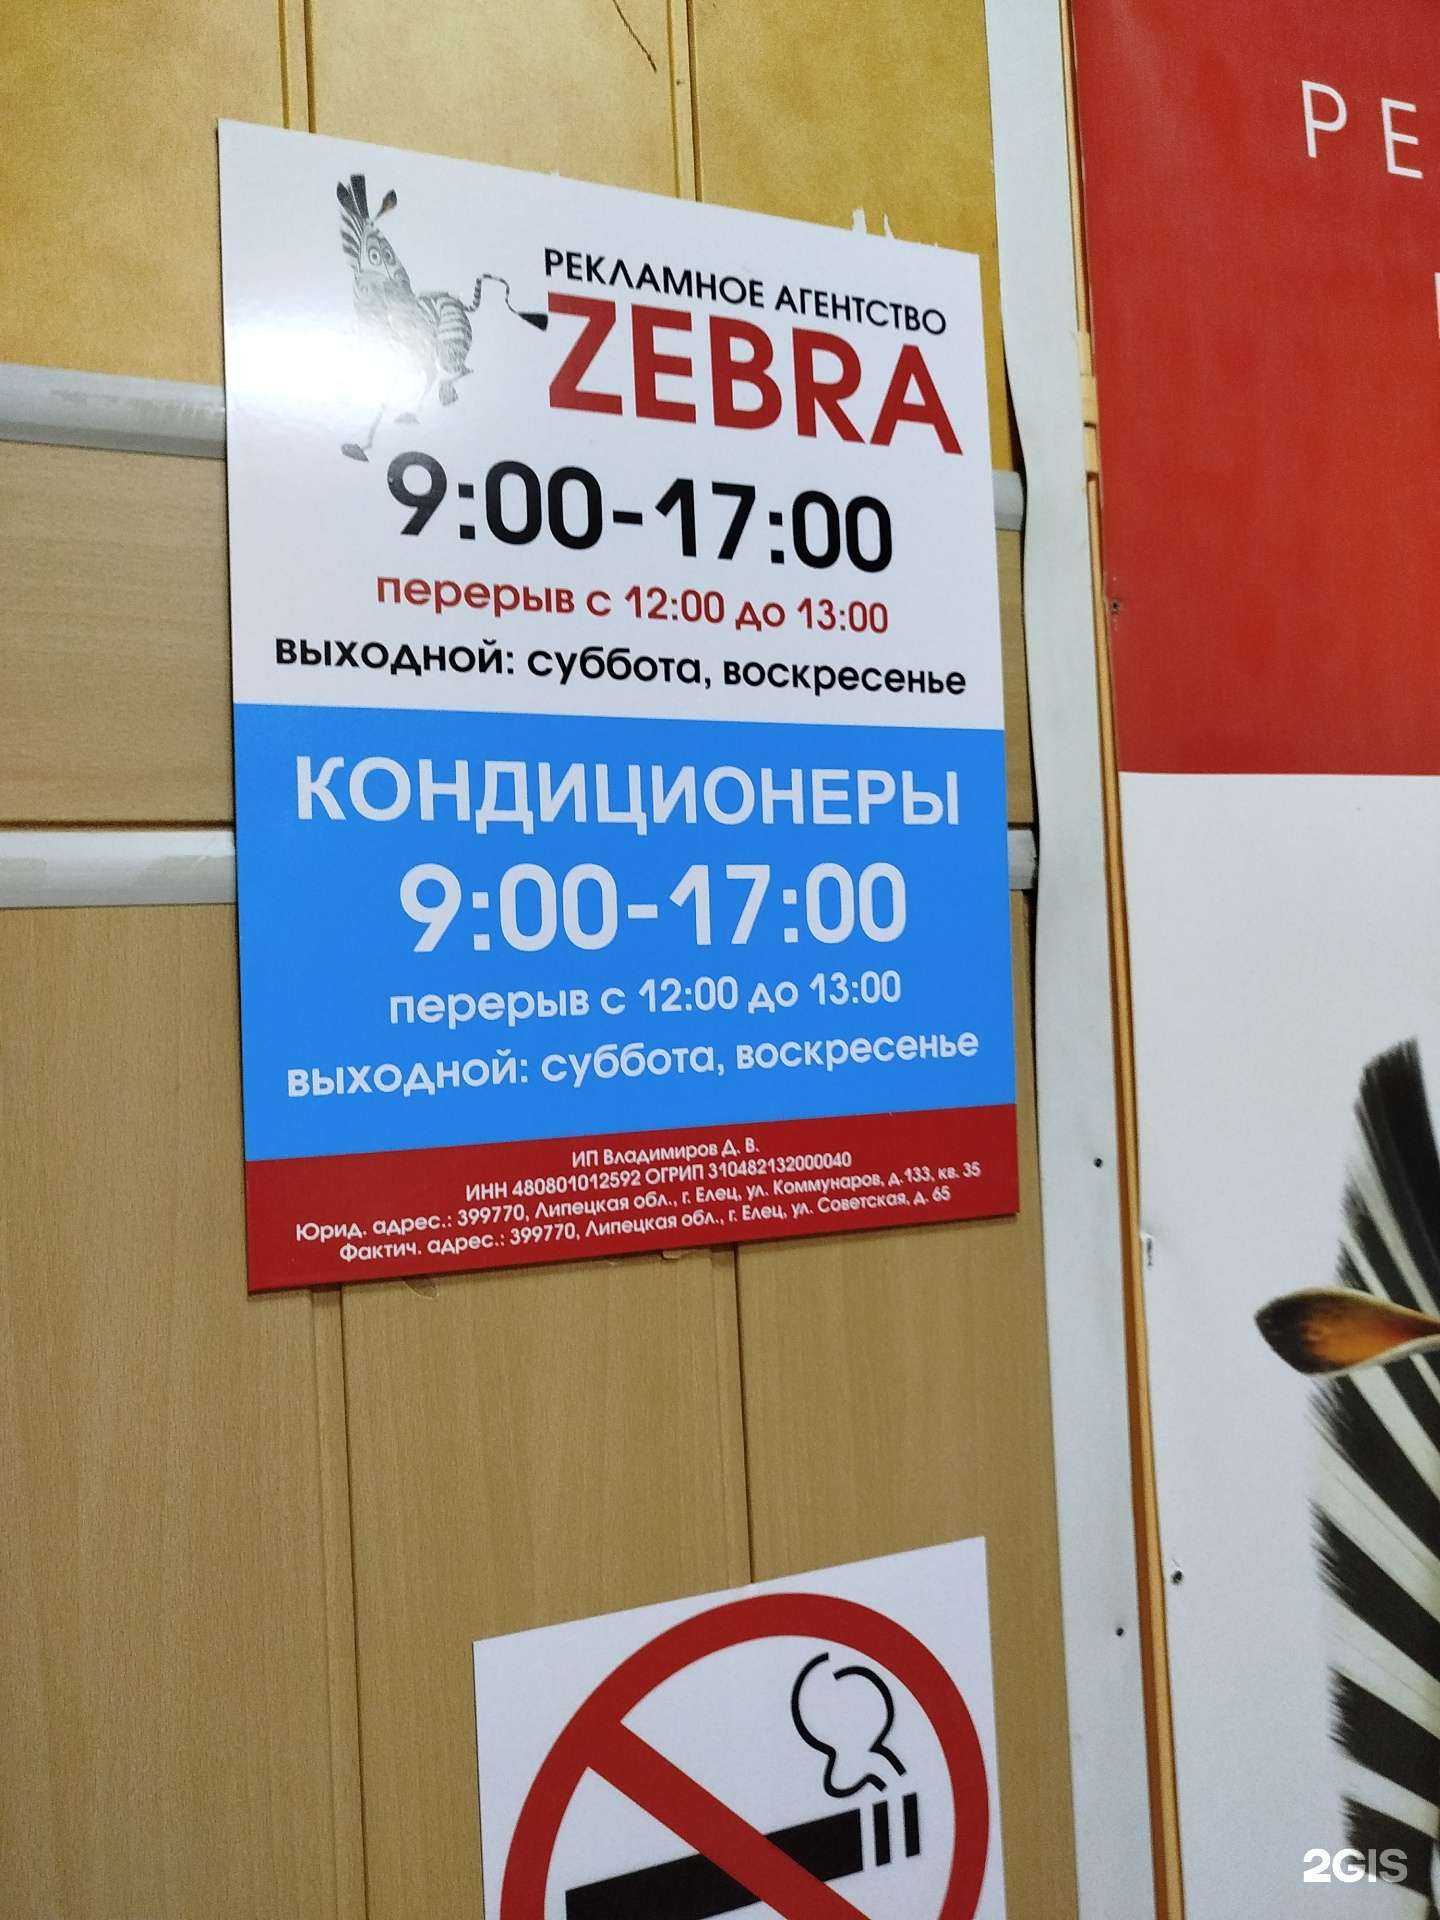 РЕКЛАМНОЕ АГЕНТСТВО
ZEBRA
9:00-17:00
перерыв с 12:00 до 13:00
выходной: суббота, воскресенье
КОНДИЦИОНЕРЫ
9:00-17:00
перерыв с 12:00 до 13:00
выходной: суббота, воскресенье
ИП Владимиров Д. В.
ИНН 480801012592 ОГРИП 310482132000040
Юрид. адрес.: 399770, Липецкая обл., г. Елец, ул. Коммунаров, д.133, кв. 35
Фактич. адрес.: 399770, Липецкая обл., г. Елец, ул. Советская, д. 65
РЕ
2GIS